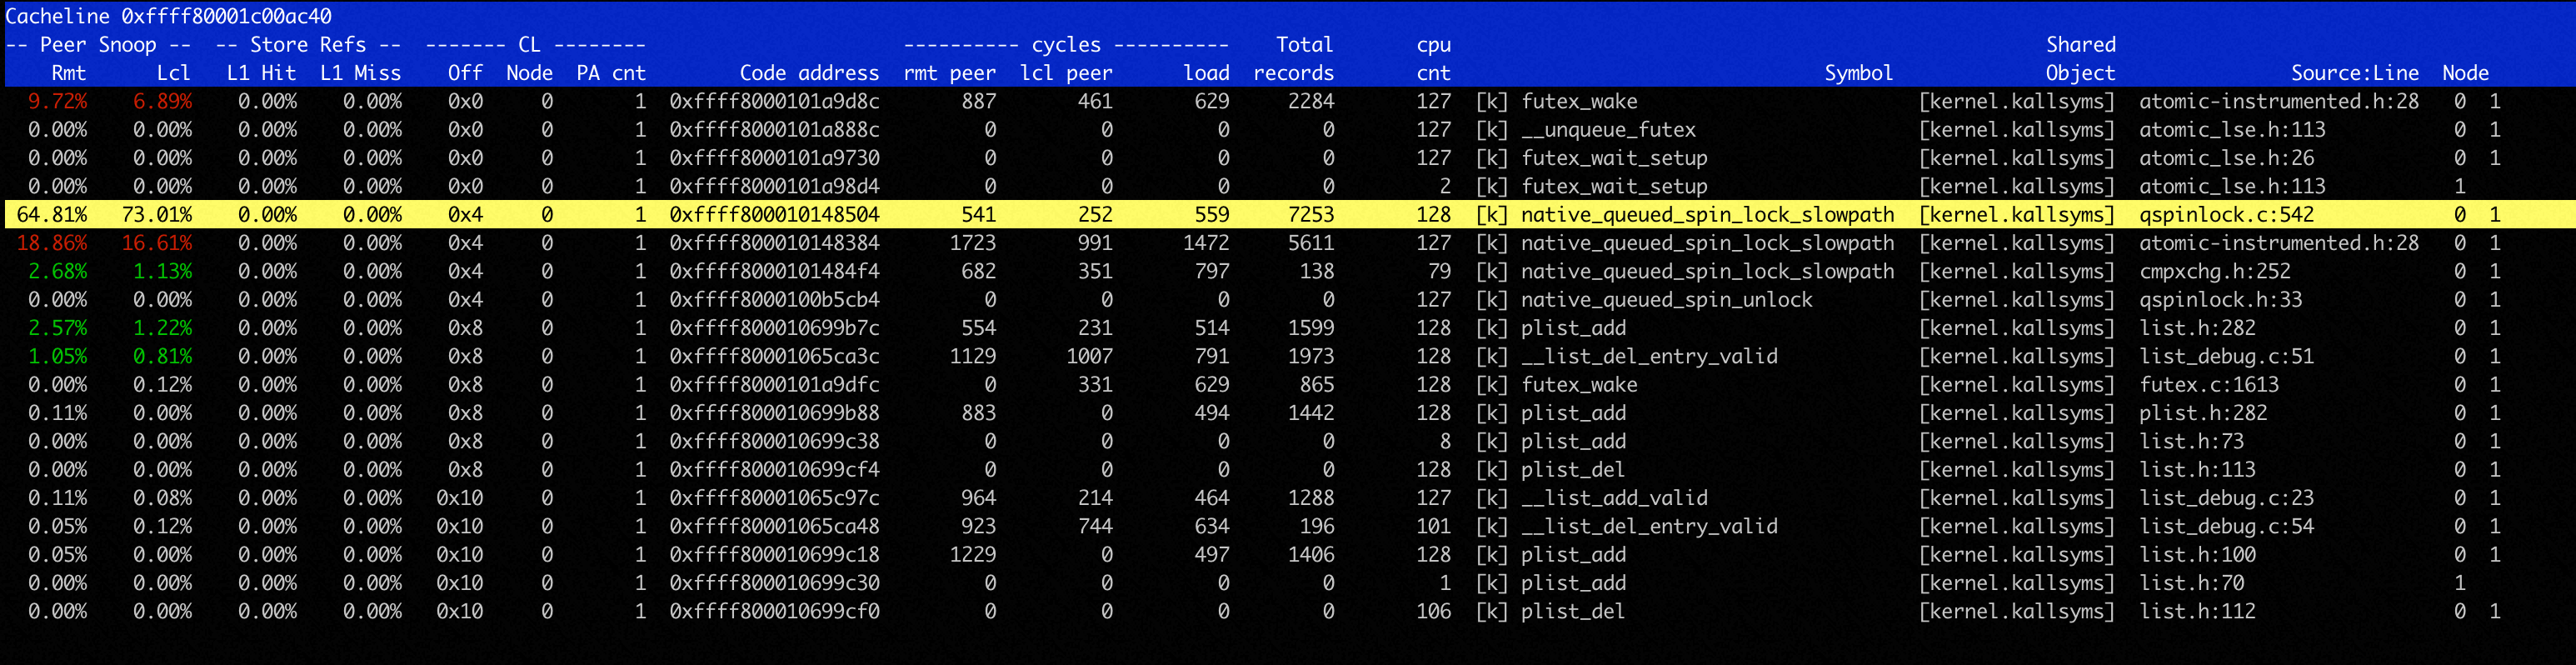 Cacheline 0xffff80001c00ac40
-- Peer Snoop -- -- Store Refs -- ------- CL -------- ---------- cycles ---------- Total cpu Shared
Rmt Lcl L1 Hit L1 Miss Off Node PA cnt Code address rmt peer lcl peer load records cnt Symbol Object Source:Line Node
9.72% 6.89% 0.00% 0.00% 0x0 0 1 0xffff8000101a9d8c 887 461 629 2284 127 [k] futex_wake [kernel.kallsyms] atomic-instrumented.h:28 0 1
0.00% 0.00% 0.00% 0.00% 0x0 0 1 0xffff8000101a888c 0 0 0 0 127 [k] __unqueue_futex [kernel.kallsyms] atomic_lse.h:113 0 1
0.00% 0.00% 0.00% 0.00% 0x0 0 1 0xffff8000101a9730 0 0 0 0 127 [k] futex_wait_setup [kernel.kallsyms] atomic_lse.h:26 0 1
0.00% 0.00% 0.00% 0.00% 0x0 0 1 0xffff8000101a98d4 0 0 0 0 2 [k] futex_wait_setup [kernel.kallsyms] atomic_lse.h:113 1
64.81% 73.01% 0.00% 0.00% 0x4 0 1 0xffff800010148504 541 252 559 7253 128 [k] native_queued_spin_lock_slowpath [kernel.kallsyms] qspinlock.c:542 0 1
18.86% 16.61% 0.00% 0.00% 0x4 0 1 0xffff800010148384 1723 991 1472 5611 127 [k] native_queued_spin_lock_slowpath [kernel.kallsyms] atomic-instrumented.h:28 0 1
2.68% 1.13% 0.00% 0.00% 0x4 0 1 0xffff8000101484f4 682 351 797 138 79 [k] native_queued_spin_lock_slowpath [kernel.kallsyms] cmpxchg.h:252 0 1
0.00% 0.00% 0.00% 0.00% 0x4 0 1 0xffff8000100b5cb4 0 0 0 0 127 [k] native_queued_spin_unlock [kernel.kallsyms] qspinlock.h:33 0 1
2.57% 1.22% 0.00% 0.00% 0x8 0 1 0xffff800010699b7c 554 231 514 1599 128 [k] plist_add [kernel.kallsyms] list.h:282 0 1
1.05% 0.81% 0.00% 0.00% 0x8 0 1 0xffff80001065ca3c 1129 1007 791 1973 128 [k] __list_del_entry_valid [kernel.kallsyms] list_debug.c:51 0 1
0.00% 0.12% 0.00% 0.00% 0x8 0 1 0xffff8000101a9dfc 0 331 629 865 128 [k] futex_wake [kernel.kallsyms] futex.c:1613 0 1
0.11% 0.00% 0.00% 0.00% 0x8 0 1 0xffff800010699b88 883 0 494 1442 128 [k] plist_add [kernel.kallsyms] plist.h:282 0 1
0.00% 0.00% 0.00% 0.00% 0x8 0 1 0xffff800010699c38 0 0 0 0 8 [k] plist_add [kernel.kallsyms] list.h:73 0 1
0.00% 0.00% 0.00% 0.00% 0x8 0 1 0xffff800010699cf4 0 0 0 0 128 [k] plist_del [kernel.kallsyms] list.h:113 0 1
0.11% 0.08% 0.00% 0.00% 0x10 0 1 0xffff80001065c97c 964 214 464 1288 127 [k] __list_add_valid [kernel.kallsyms] list_debug.c:23 0 1
0.05% 0.12% 0.00% 0.00% 0x10 0 1 0xffff80001065ca48 923 744 634 196 101 [k] __list_del_entry_valid [kernel.kallsyms] list_debug.c:54 0 1
0.05% 0.00% 0.00% 0.00% 0x10 0 1 0xffff800010699c18 1229 0 497 1406 128 [k] plist_add [kernel.kallsyms] list.h:100 0 1
0.00% 0.00% 0.00% 0.00% 0x10 0 1 0xffff800010699c30 0 0 0 0 1 [k] plist_add [kernel.kallsyms] list.h:70 1
0.00% 0.00% 0.00% 0.00% 0x10 0 1 0xffff800010699cf0 0 0 0 0 106 [k] plist_del [kernel.kallsyms] list.h:112 0 1